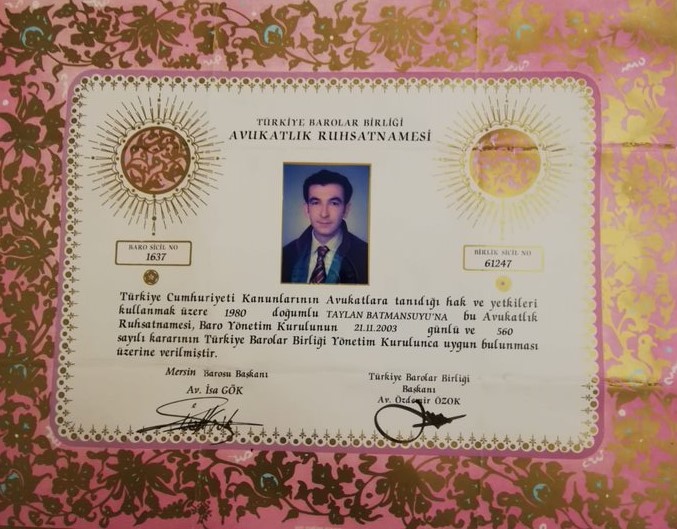 TÜRKİYE BAROLAR BİRLİĞİ
AVUKATLIK RUHSATNAMESİ
BARO SİCİL NO
1637
BİRLİK SİCİL NO
61247
Türkiye Cumhuriyeti Kanunlarının Avukatlara tanıdığı hak ve yetkileri
kullanmak üzere 1980 doğumlu TAYLAN BATMANSUYU'NA bu Avukatlık
Ruhsatnamesi, Baro Yönetim Kurulunun 21.11.2003 günlü ve 560
sayılı kararının Türkiye Barolar Birliği Yönetim Kurulunca uygun bulunması
üzerine verilmiştir.
Mersin Barosu Başkanı
Av. İsa GÖK
Türkiye Barolar Birliği
Başkanı
Av. Özdemir ÖZOK